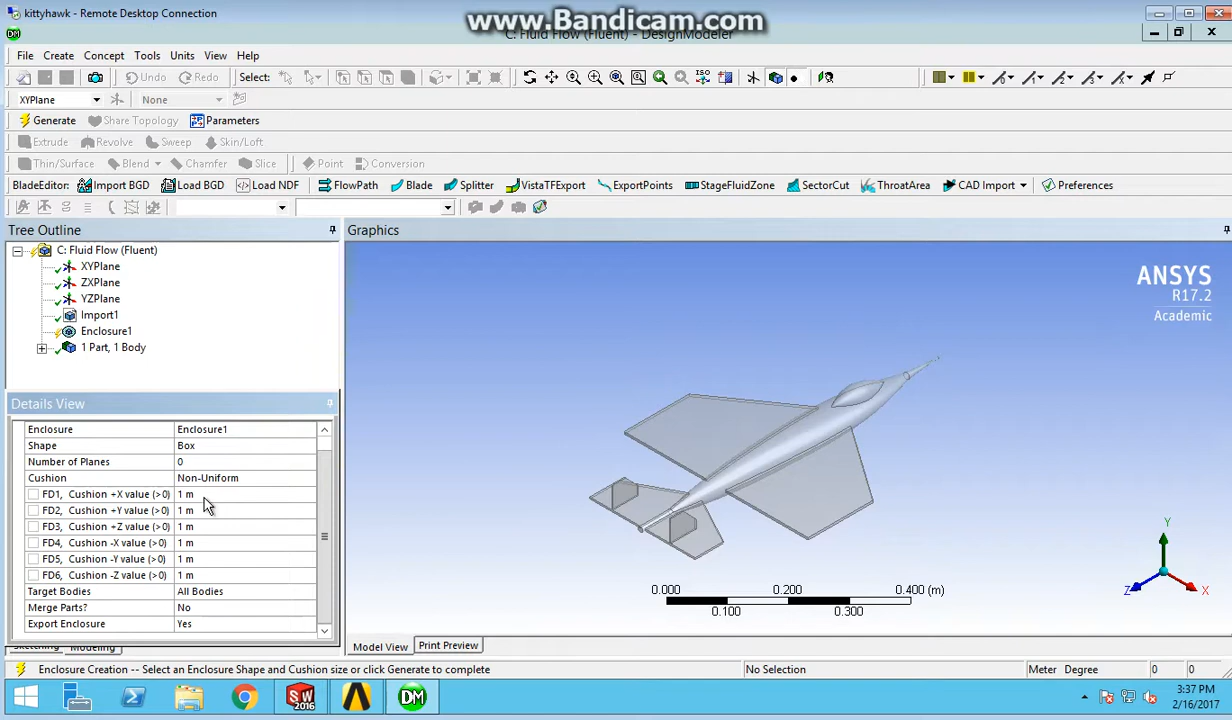 kittyhawk - Remote Desktop Connection
www.Bandicam.com
C: Fluid Flow (Fluent) - DesignModeler
File Create Concept Tools Units View Help
Undo Redo Select:
XYPlane None
Generate Share Topology Parameters
Extrude Revolve Sweep Skin/Loft
Thin/Surface Blend Chamfer Slice Point Conversion
BladeEditor: Import BGD Load BGD Load NDF FlowPath Blade Splitter VistaTFExport ExportPoints StageFluidZone SectorCut ThroatArea CAD Import Preferences
Tree Outline
C: Fluid Flow (Fluent)
XYPlane
ZXPlane
YZPlane
Import1
Enclosure1
1 Part, 1 Body
Details View
Enclosure Enclosure1
Shape Box
Number of Planes 0
Cushion Non-Uniform
FD1, Cushion +X value (>0) 1 m
FD2, Cushion +Y value (>0) 1 m
FD3, Cushion +Z value (>0) 1 m
FD4, Cushion -X value (>0) 1 m
FD5, Cushion -Y value (>0) 1 m
FD6, Cushion -Z value (>0) 1 m
Target Bodies All Bodies
Merge Parts? No
Export Enclosure Yes
Sketching Modeling
Graphics
ANSYS
R17.2
Academic
Y
Z X
0.000 0.200 0.400 (m)
0.100 0.300
Model View Print Preview
Enclosure Creation -- Select an Enclosure Shape and Cushion size or click Generate to complete No Selection Meter Degree 0 0
SW 2016 DM
3:37 PM
2/16/2017